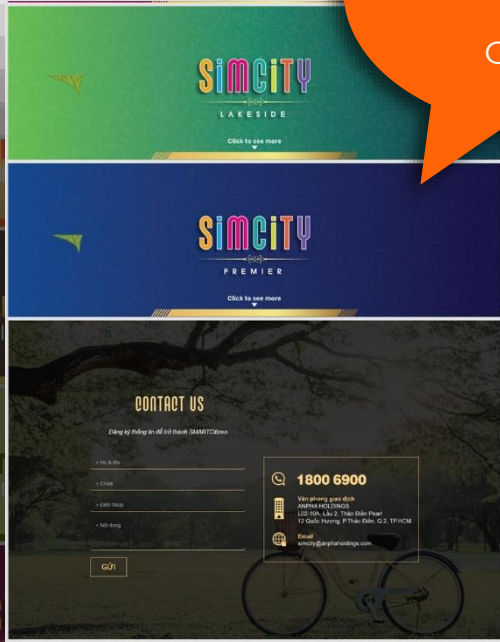 SIMCITY
LAKESIDE
Click to see more
SIMCITY
PREMIER
Click to see more
CONTACT US
Đăng ký thông tin để trở thành SMARTCitizen
+ Họ & tên
+ Email
+ Điện thoại
+ Nội dung
GỬI
1800 6900
Văn phòng giao dịch
ANPHA HOLDINGS
L02-10A, Lầu 2, Thảo Điền Pearl
12 Quốc Hương, P.Thảo Điền, Q.2, TP.HCM
Email
simcity@anphaholdings.com